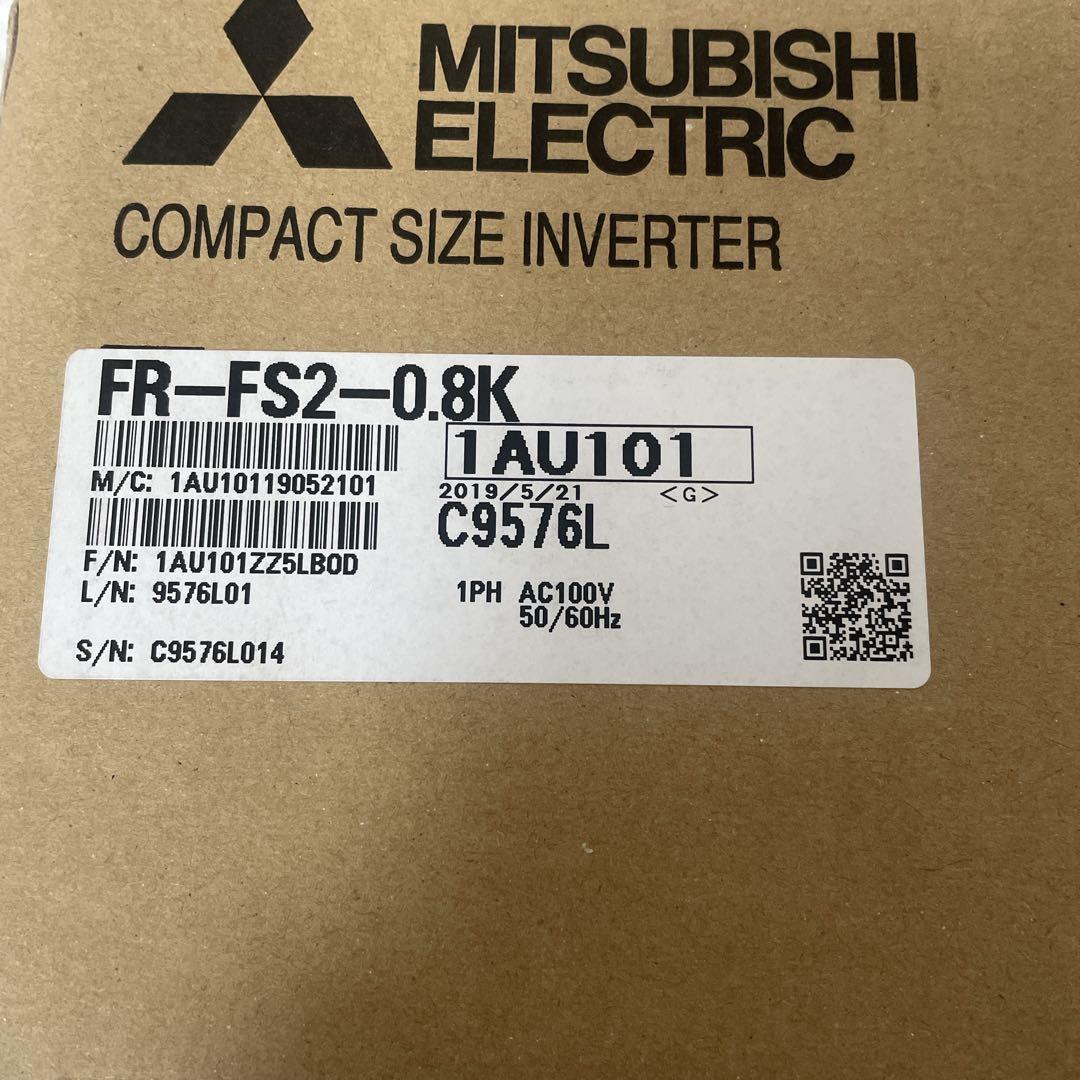 MITSUBISHI
ELECTRIC
COMPACT SIZE INVERTER
FR-FS2-0.8K
1AU101
M/C: 1AU10119052101
2019/5/21 <G>
C9576L
F/N: 1AU101ZZ5LB0D
L/N: 9576L01
1PH AC100V
50/60Hz
S/N: C9576L014